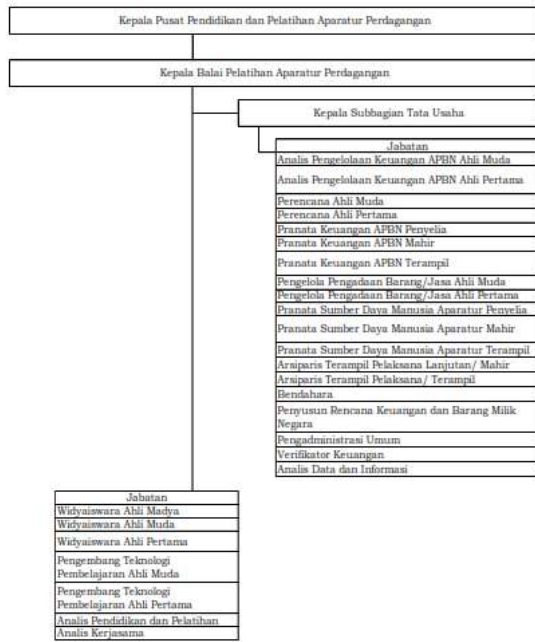 Kepala Pusat Pendidikan dan Pelatihan Aparatur Perdagangan
Kepala Balai Pelatihan Aparatur Perdagangan
Kepala Subbagian Tata Usaha
Jabatan
Analis Pengelolaan Keuangan APBN Ahli Muda
Analis Pengelolaan Keuangan APBN Ahli Pertama
Perencana Ahli Muda
Perencana Ahli Pertama
Pranata Keuangan APBN Penyelia
Pranata Keuangan APBN Mahir
Pranata Keuangan APBN Terampil
Pengelola Pengadaan Barang/Jasa Ahli Muda
Pengelola Pengadaan Barang/Jasa Ahli Pertama
Pranata Sumber Daya Manusia Aparatur Penyelia
Pranata Sumber Daya Manusia Aparatur Mahir
Pranata Sumber Daya Manusia Aparatur Terampil
Arsiparis Terampil Pelaksana Lanjutan/ Mahir
Arsiparis Terampil Pelaksana/ Terampil
Bendahara
Penyusun Rencana Keuangan dan Barang Milik
Negara
Pengadministrasi Umum
Verifikator Keuangan
Analis Data dan Informasi
Jabatan
Widyaiswara Ahli Madya
Widyaiswara Ahli Muda
Widyaiswara Ahli Pertama
Pengembang Teknologi
Pembelajaran Ahli Muda
Pengembang Teknologi
Pembelajaran Ahli Pertama
Analis Pendidikan dan Pelatihan
Analis Kerjasama